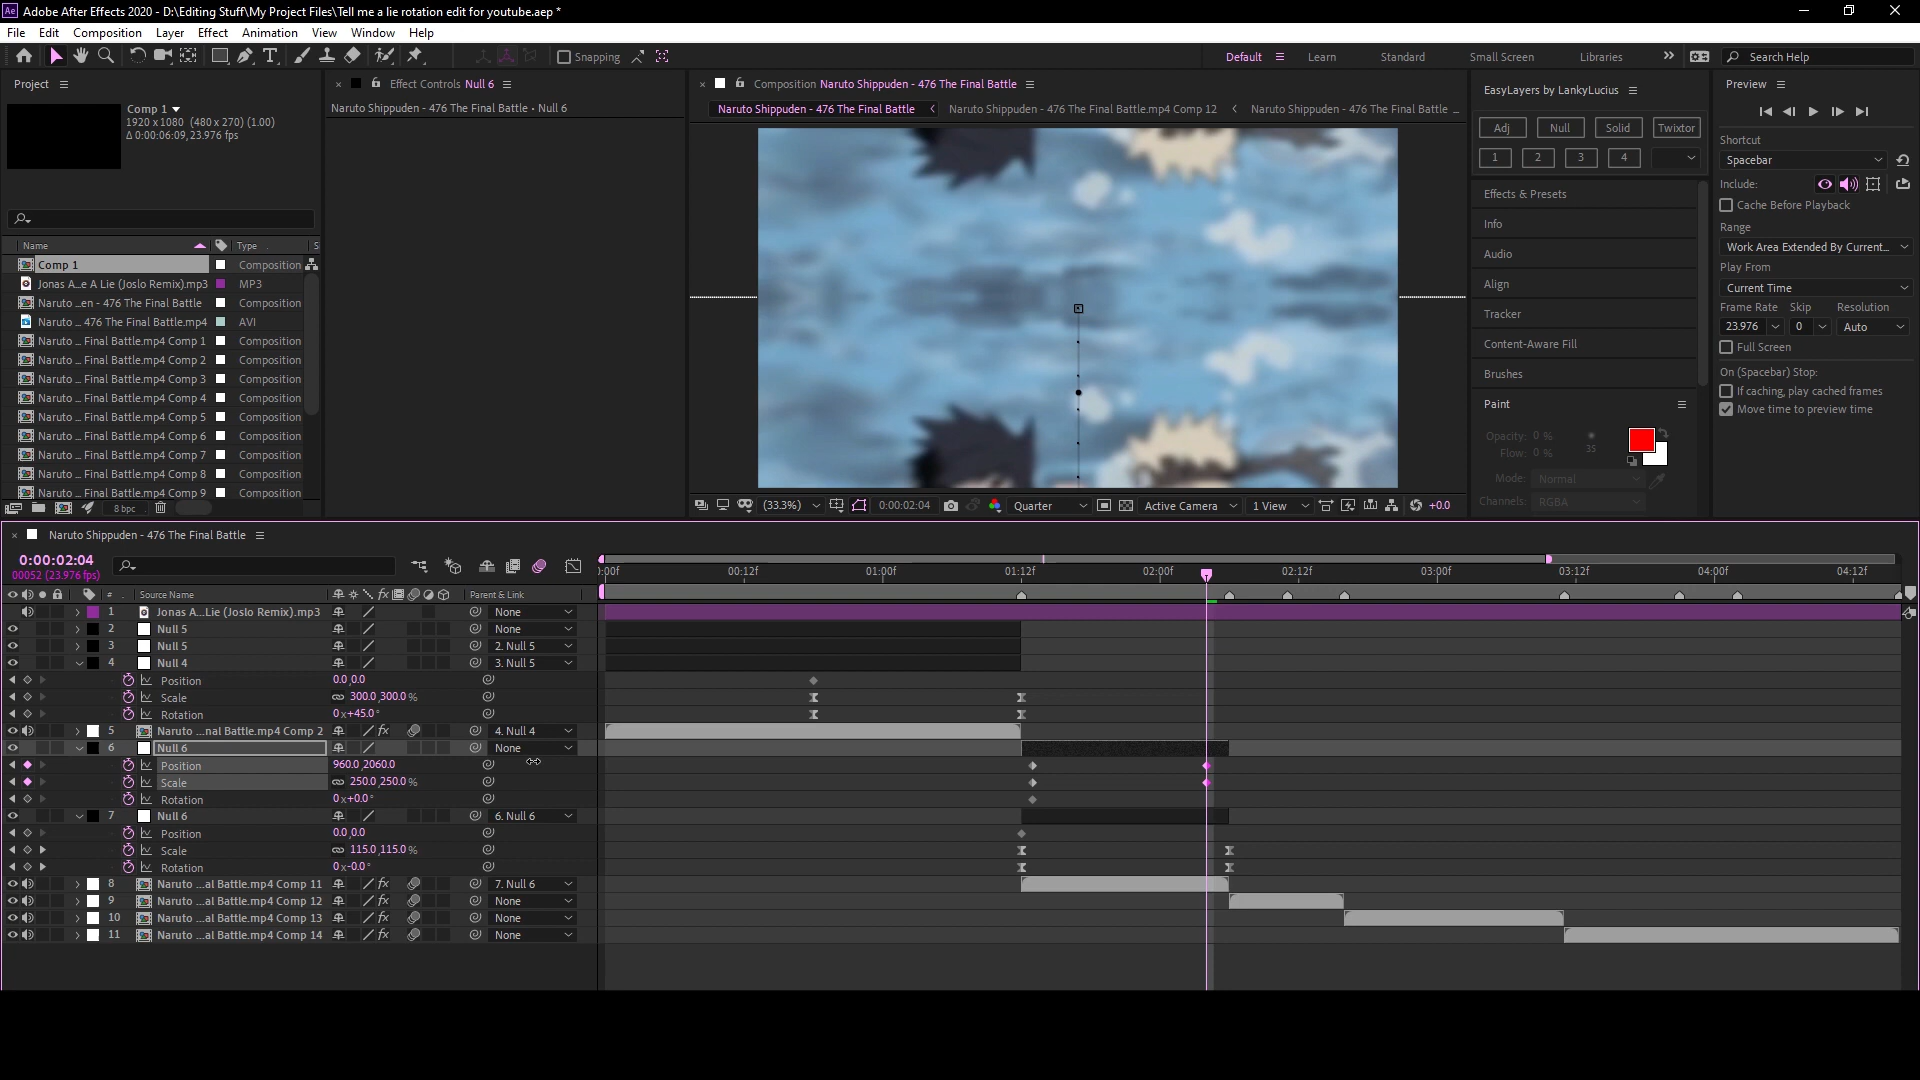 Adobe After Effects 2020 - D:\Editing Stuff\My Project Files\Tell me a lie rotation edit for youtube.aep *
File Edit Composition Layer Effect Animation View Window Help
Snapping
Default Learn Standard Small Screen Libraries Search Help
Project
Effect Controls Null 6
Composition Naruto Shippuden - 476 The Final Battle
EasyLayers by LankyLucius
Preview
Comp 1
1920 x 1080 (480 x 270) (1.00)
Δ 0:00:06:09, 23.976 fps
Naruto Shippuden - 476 The Final Battle • Null 6
Naruto Shippuden - 476 The Final Battle Naruto Shippuden - 476 The Final Battle.mp4 Comp 12 Naruto Shippuden - 476 The Final Battle ...
Adj Null Solid Twixtor
1 2 3 4
Shortcut
Spacebar
Include:
Cache Before Playback
Range
Work Area Extended By Current...
Play From
Current Time
Frame Rate Skip Resolution
23.976 0 Auto
Full Screen
On (Spacebar) Stop:
If caching, play cached frames
Move time to preview time
Effects & Presets
Info
Audio
Align
Tracker
Content-Aware Fill
Brushes
Paint
Opacity: 0 %
Flow: 0 %
35
Mode: Normal
Channels: RGBA
Name Type S
Comp 1 Composition
Jonas A...e A Lie (Joslo Remix).mp3 MP3
Naruto ...en - 476 The Final Battle Composition
Naruto ... 476 The Final Battle.mp4 AVI
Naruto ... Final Battle.mp4 Comp 1 Composition
Naruto ... Final Battle.mp4 Comp 2 Composition
Naruto ... Final Battle.mp4 Comp 3 Composition
Naruto ... Final Battle.mp4 Comp 4 Composition
Naruto ... Final Battle.mp4 Comp 5 Composition
Naruto ... Final Battle.mp4 Comp 6 Composition
Naruto ... Final Battle.mp4 Comp 7 Composition
Naruto ... Final Battle.mp4 Comp 8 Composition
Naruto ... Final Battle.mp4 Comp 9 Composition
8 bpc
(33.3%) 0:00:02:04 Quarter Active Camera 1 View +0.0
Naruto Shippuden - 476 The Final Battle
0:00:02:04
00052 (23.976 fps)
:00f 00:12f 01:00f 01:12f 02:00f 02:12f 03:00f 03:12f 04:00f 04:12f
# Source Name fx Parent & Link
1 Jonas A...Lie (Joslo Remix).mp3 None
2 Null 5 None
3 Null 5 2. Null 5
4 Null 4 3. Null 5
Position 0.0,0.0
Scale 300.0,300.0 %
Rotation 0 x+45.0 °
5 Naruto ...nal Battle.mp4 Comp 2 fx 4. Null 4
6 Null 6 None
Position 960.0,2060.0
Scale 250.0,250.0 %
Rotation 0 x+0.0 °
7 Null 6 6. Null 6
Position 0.0,0.0
Scale 115.0,115.0 %
Rotation 0 x-0.0 °
8 Naruto ...al Battle.mp4 Comp 11 fx 7. Null 6
9 Naruto ...al Battle.mp4 Comp 12 fx None
10 Naruto ...al Battle.mp4 Comp 13 fx None
11 Naruto ...al Battle.mp4 Comp 14 fx None